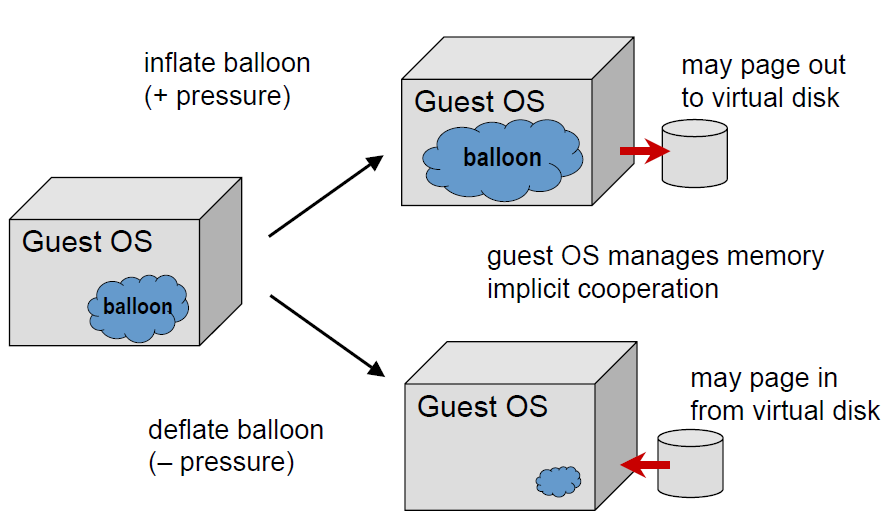 inflate balloon
(+ pressure)
Guest OS
balloon
may page out
to virtual disk
Guest OS
balloon
guest OS manages memory
implicit cooperation
deflate balloon
(– pressure)
Guest OS
may page in
from virtual disk